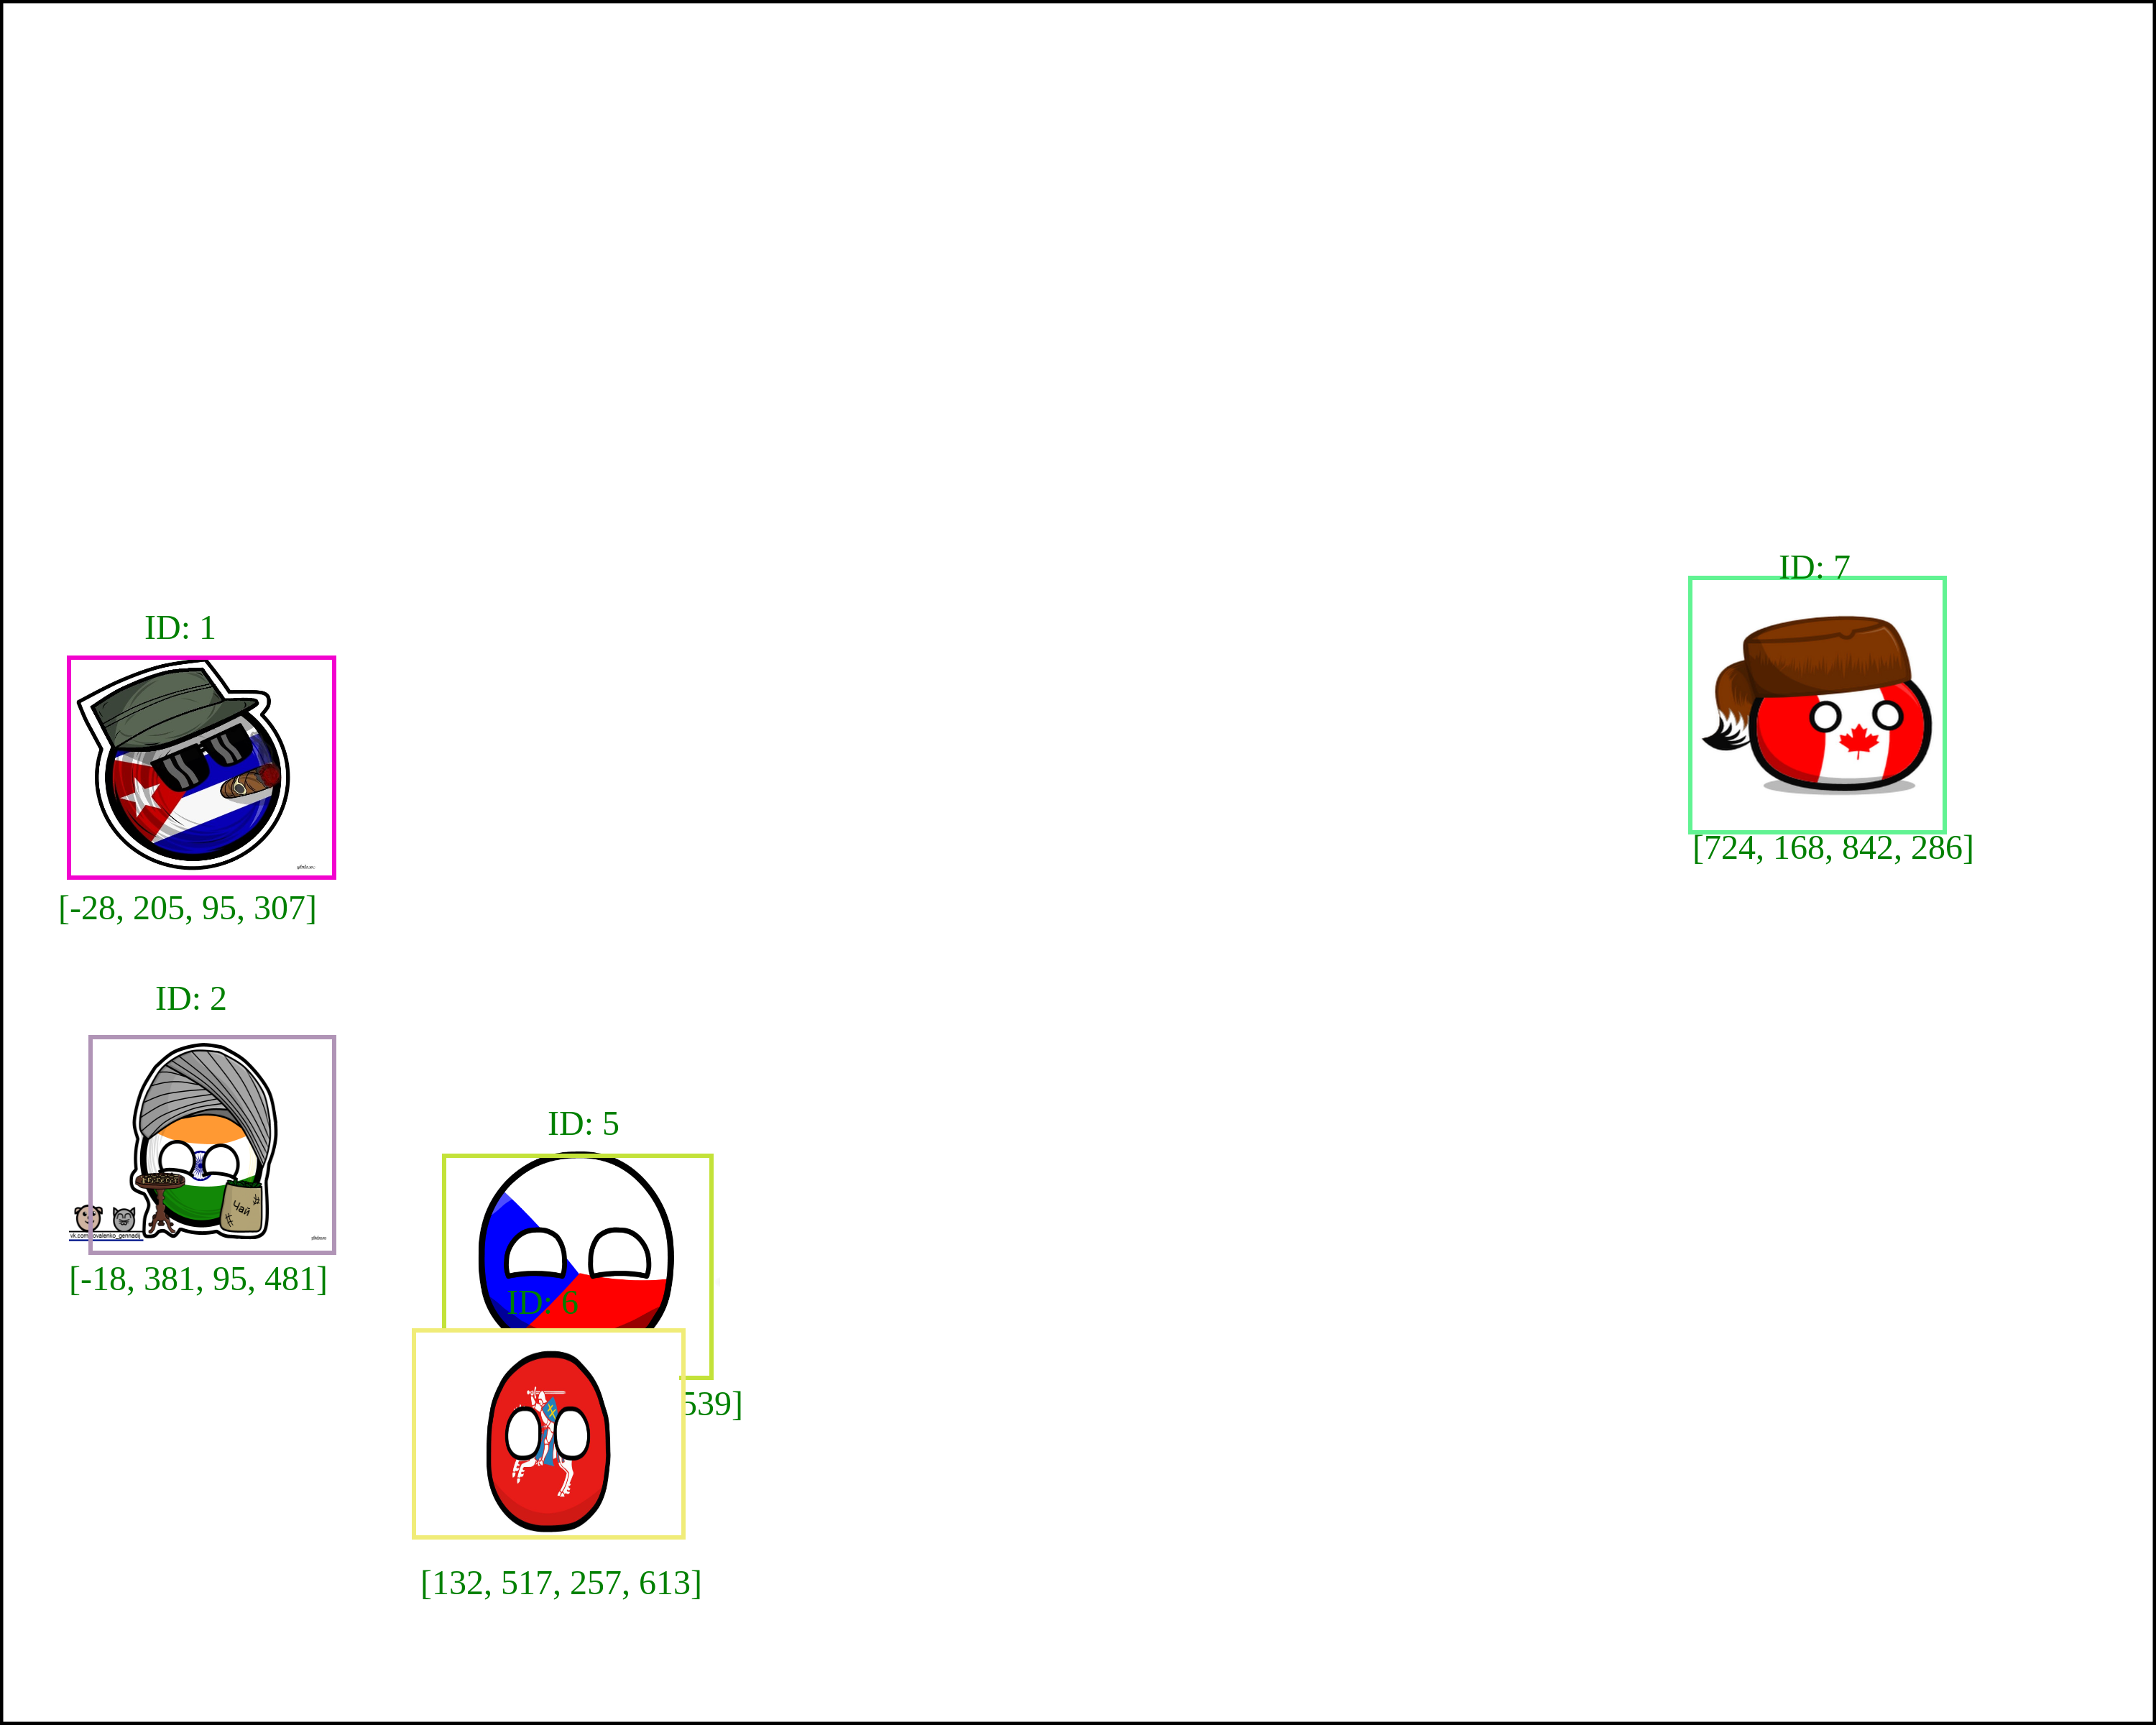 ID: 7
ID: 1
[724, 168, 842, 286]
[-28, 205, 95, 307]
ID: 2
ID: 5
Чай
[-18, 381, 95, 481]
ID: 6
539]
[132, 517, 257, 613]